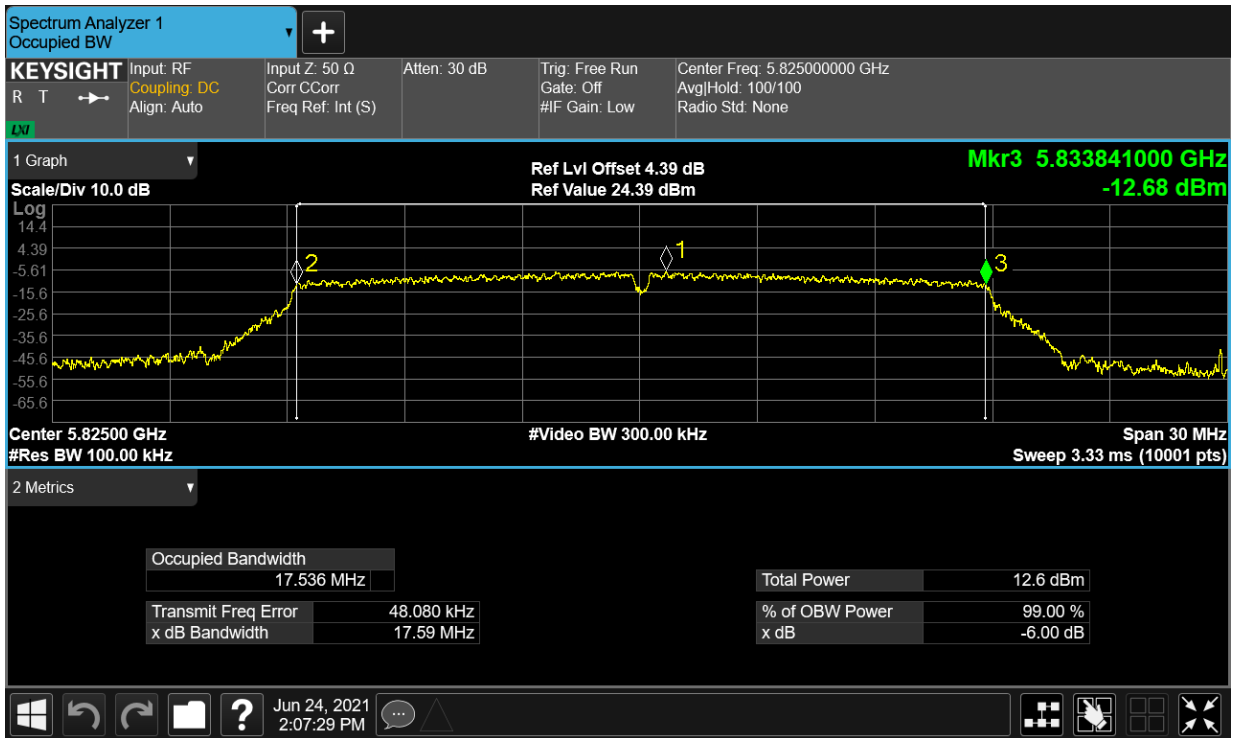 Spectrum Analyzer 1
Occupied BW
▼
+
KEYSIGHT
R T
LXI
Input: RF
Coupling: DC
Align: Auto
Input Z: 50 Ω
Corr CCorr
Freq Ref: Int (S)
Atten: 30 dB
Trig: Free Run
Gate: Off
#IF Gain: Low
Center Freq: 5.825000000 GHz
Avg|Hold: 100/100
Radio Std: None
1 Graph
Scale/Div 10.0 dB
Ref Lvl Offset 4.39 dB
Ref Value 24.39 dBm
Mkr3 5.833841000 GHz
-12.68 dBm
Log
14.4
4.39
-5.61
-15.6
-25.6
-35.6
-45.6
-55.6
-65.6
2
1
3
Center 5.82500 GHz
#Video BW 300.00 kHz
Span 30 MHz
#Res BW 100.00 kHz
Sweep 3.33 ms (10001 pts)
2 Metrics
Occupied Bandwidth
17.536 MHz
Transmit Freq Error 48.080 kHz
x dB Bandwidth 17.59 MHz
Total Power 12.6 dBm
% of OBW Power 99.00 %
x dB -6.00 dB
?
Jun 24, 2021
2:07:29 PM